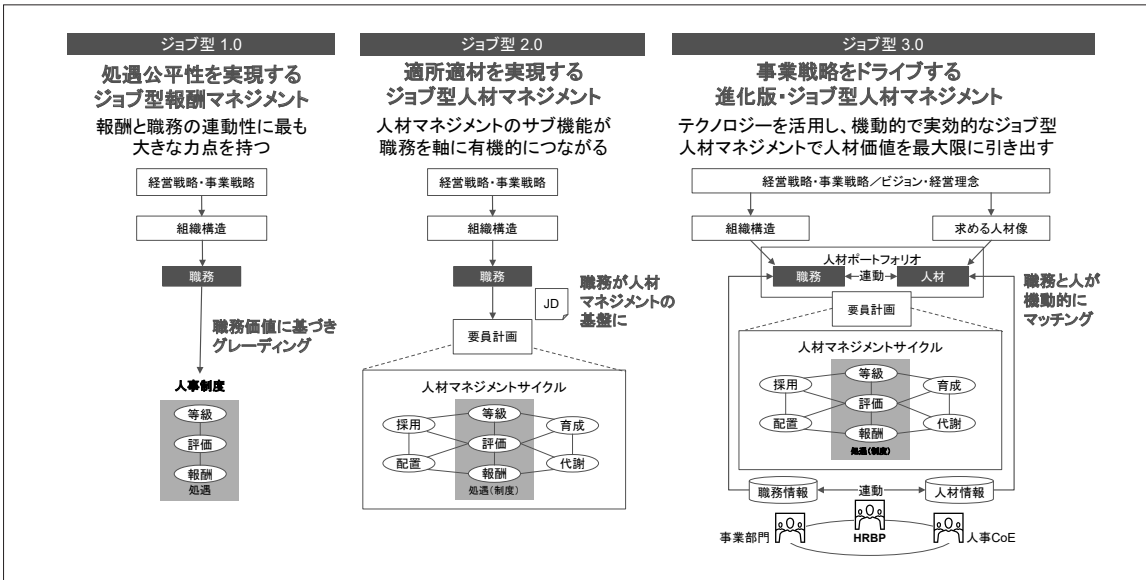 ジョブ型 1.0
処遇公平性を実現する
ジョブ型報酬マネジメント
報酬と職務の連動性に最も
大きな力点を持つ
経営戦略・事業戦略
組織構造
職務
職務価値に基づき
グレーディング
人事制度
等級
評価
報酬
処遇
ジョブ型 2.0
適所適材を実現する
ジョブ型人材マネジメント
人材マネジメントのサブ機能が
職務を軸に有機的につながる
経営戦略・事業戦略
組織構造
職務
JD
職務が人材
マネジメントの
基盤に
要員計画
人材マネジメントサイクル
採用
等級
育成
評価
配置
代謝
報酬
処遇(制度)
ジョブ型 3.0
事業戦略をドライブする
進化版・ジョブ型人材マネジメント
テクノロジーを活用し、機動的で実効的なジョブ型
人材マネジメントで人材価値を最大限に引き出す
経営戦略・事業戦略／ビジョン・経営理念
組織構造
求める人材像
人材ポートフォリオ
職務
連動
人材
職務と人が
機動的に
マッチング
要員計画
人材マネジメントサイクル
採用
等級
育成
評価
配置
代謝
報酬
処遇(制度)
職務情報
連動
人材情報
事業部門
HRBP
人事CoE